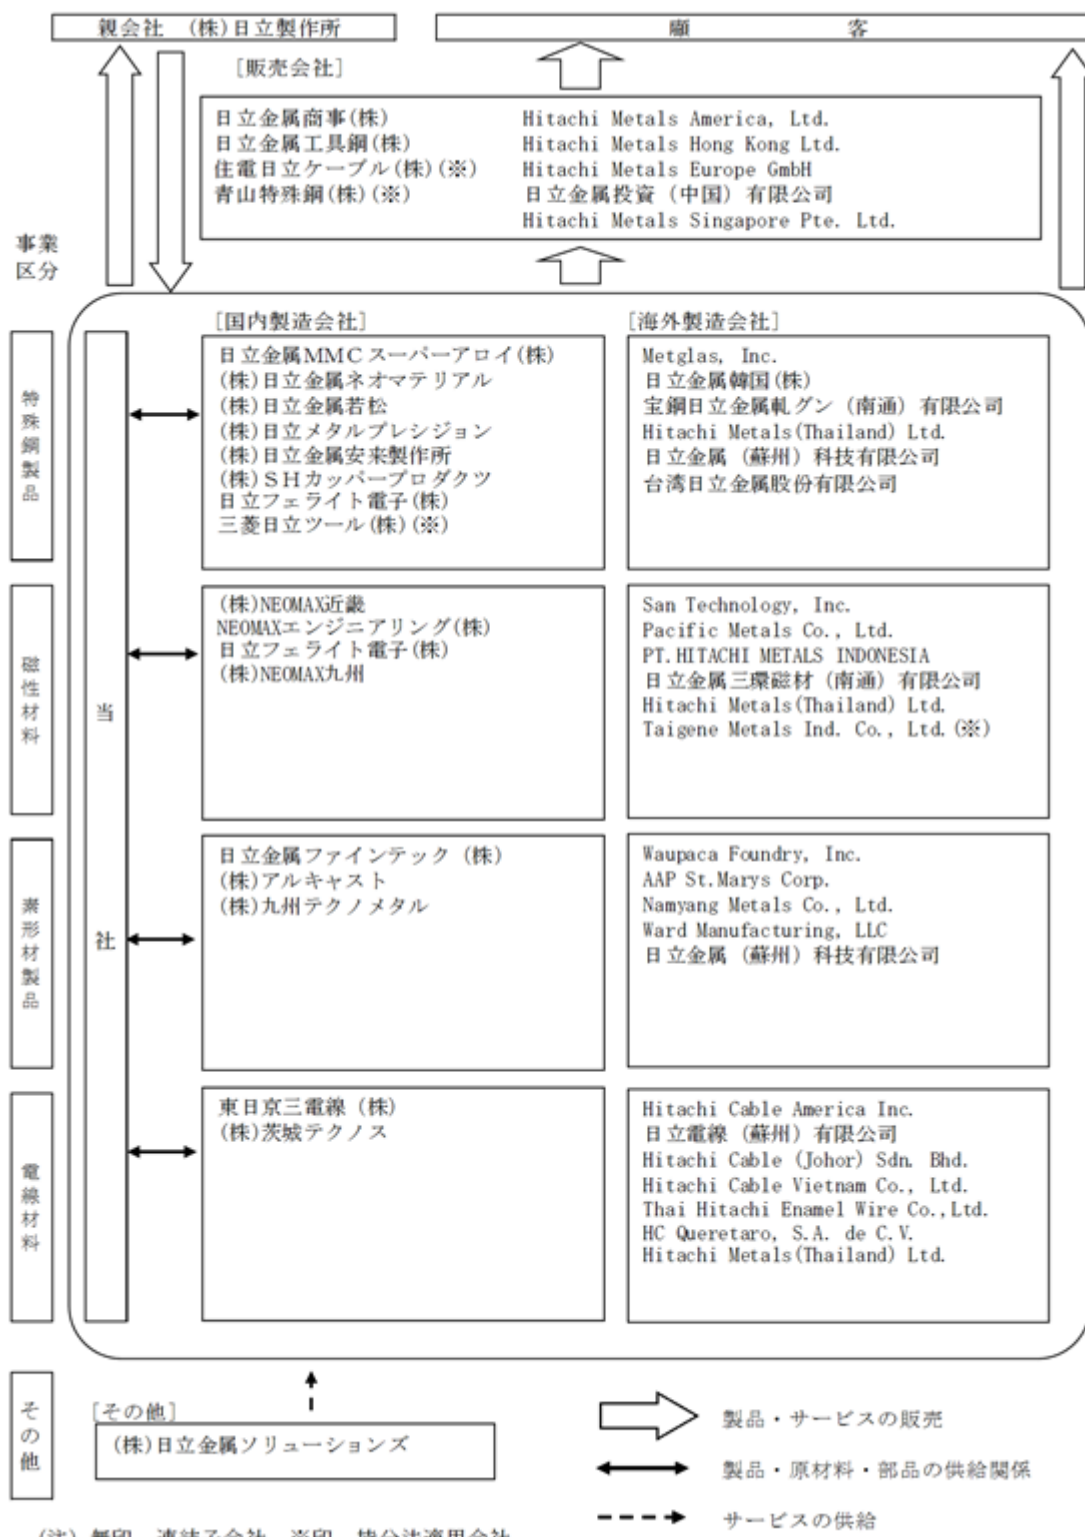 親会社 (株)日立製作所
顧客
[販売会社]
日立金属商事(株)
日立金属工具鋼(株)
住電日立ケーブル(株)(※)
青山特殊鋼(株)(※)
Hitachi Metals America, Ltd.
Hitachi Metals Hong Kong Ltd.
Hitachi Metals Europe GmbH
日立金属投資（中国）有限公司
Hitachi Metals Singapore Pte. Ltd.
事業
区分
[国内製造会社]
[海外製造会社]
当社
特殊鋼製品
日立金属MMCスーパーアロイ(株)
(株)日立金属ネオマテリアル
(株)日立金属若松
(株)日立メタルプレシジョン
(株)日立金属安来製作所
(株)SHカッパープロダクツ
日立フェライト電子(株)
三菱日立ツール(株)(※)
Metglas, Inc.
日立金属韓国(株)
宝鋼日立金属軋グン（南通）有限公司
Hitachi Metals(Thailand) Ltd.
日立金属（蘇州）科技有限公司
台湾日立金属股份有限公司
磁性材料
(株)NEOMAX近畿
NEOMAXエンジニアリング(株)
日立フェライト電子(株)
(株)NEOMAX九州
San Technology, Inc.
Pacific Metals Co., Ltd.
PT.HITACHI METALS INDONESIA
日立金属三環磁材（南通）有限公司
Hitachi Metals(Thailand) Ltd.
Taigene Metals Ind. Co., Ltd.(※)
素形材製品
日立金属ファインテック（株）
(株)アルキャスト
(株)九州テクノメタル
Waupaca Foundry, Inc.
AAP St.Marys Corp.
Namyang Metals Co., Ltd.
Ward Manufacturing, LLC
日立金属（蘇州）科技有限公司
電線材料
東日京三電線（株）
(株)茨城テクノス
Hitachi Cable America Inc.
日立電線（蘇州）有限公司
Hitachi Cable (Johor) Sdn. Bhd.
Hitachi Cable Vietnam Co., Ltd.
Thai Hitachi Enamel Wire Co.,Ltd.
HC Queretaro, S.A. de C.V.
Hitachi Metals(Thailand) Ltd.
その他
[その他]
(株)日立金属ソリューションズ
製品・サービスの販売
製品・原材料・部品の供給関係
サービスの供給
(注) 無印 連結子会社 ※印 持分法適用会社